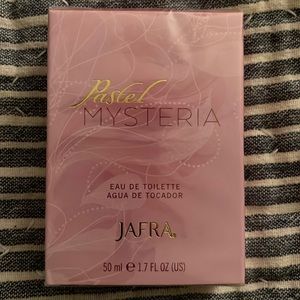 Pastel
MYSTERIA
EAU DE TOILETTE
AGUA DE TOCADOR
JAFRA®
50 ml e 1.7 FL OZ (US)